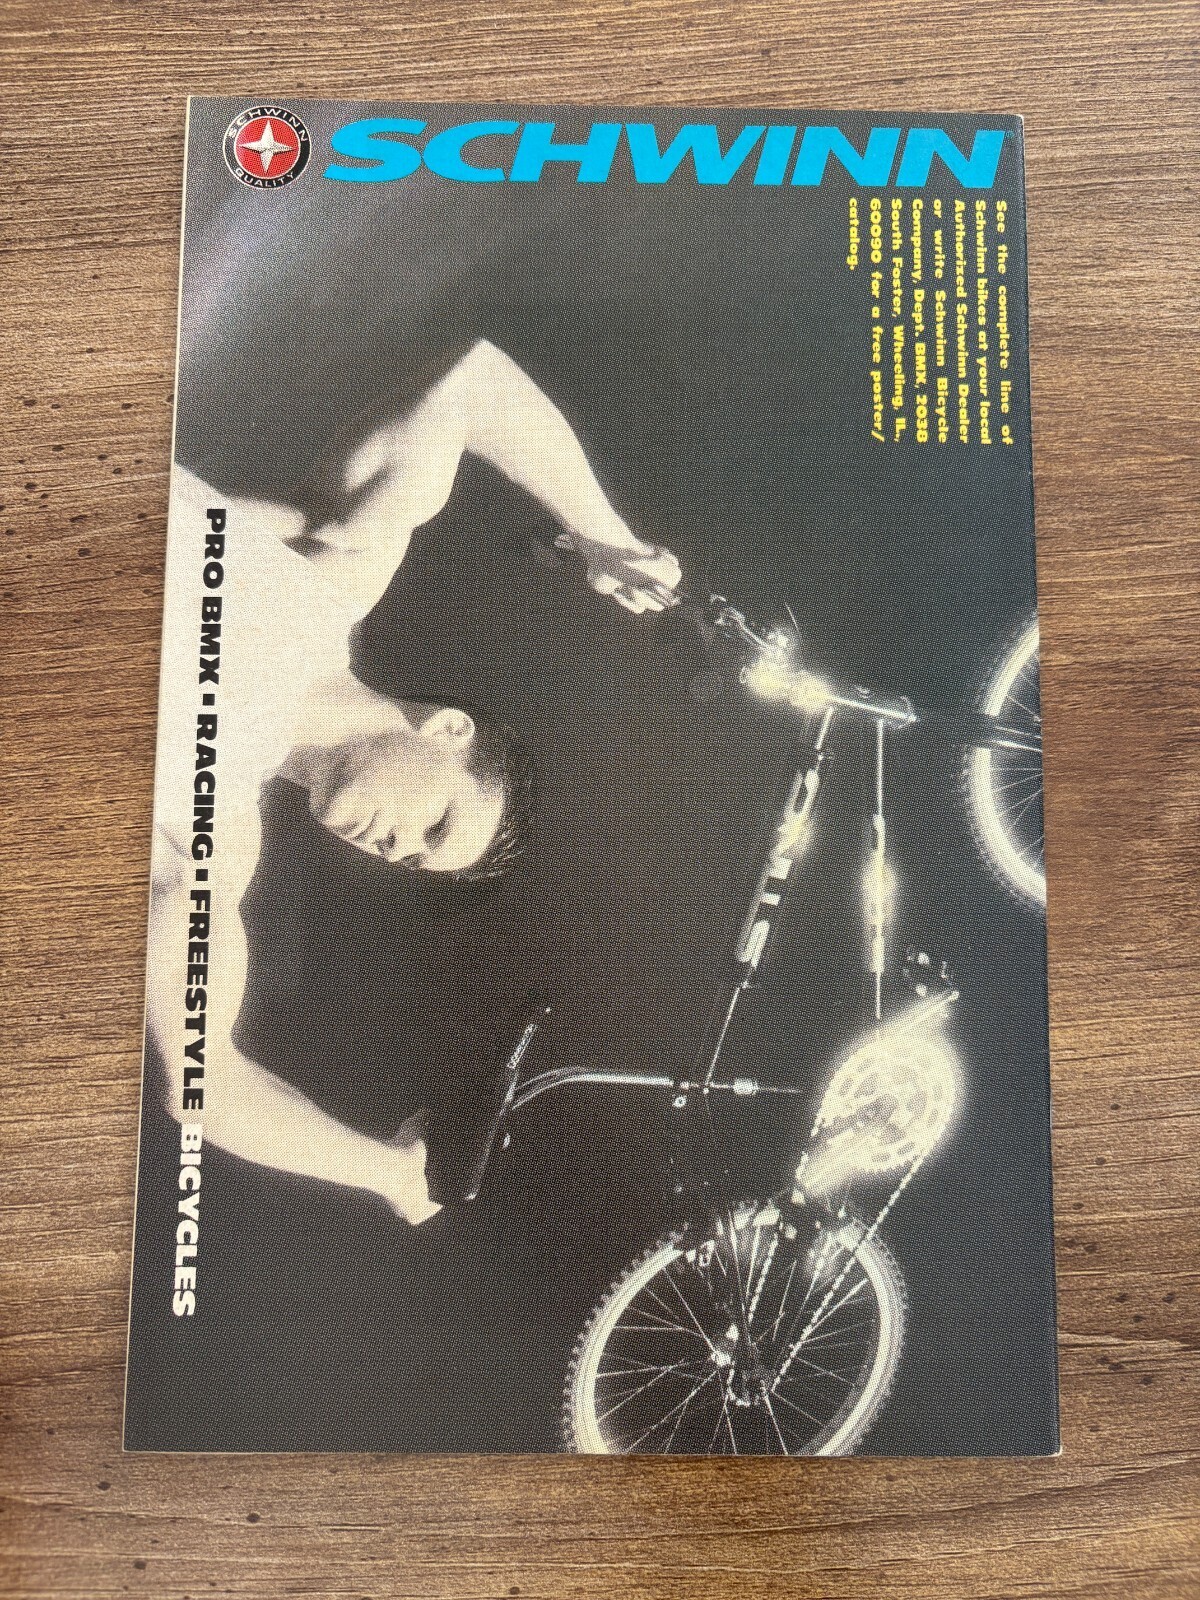 SCHWINN
QUALITY
SCHWINN
See the complete line of
Schwinn bikes at your local
Authorized Schwinn Dealer
or write Schwinn Bicycle
Company, Dept. BMX, 2038
South Foster, Wheeling, IL,
60090 for a free poster/
catalog.
PRO BMX ▪ RACING ▪ FREESTYLE BICYCLES